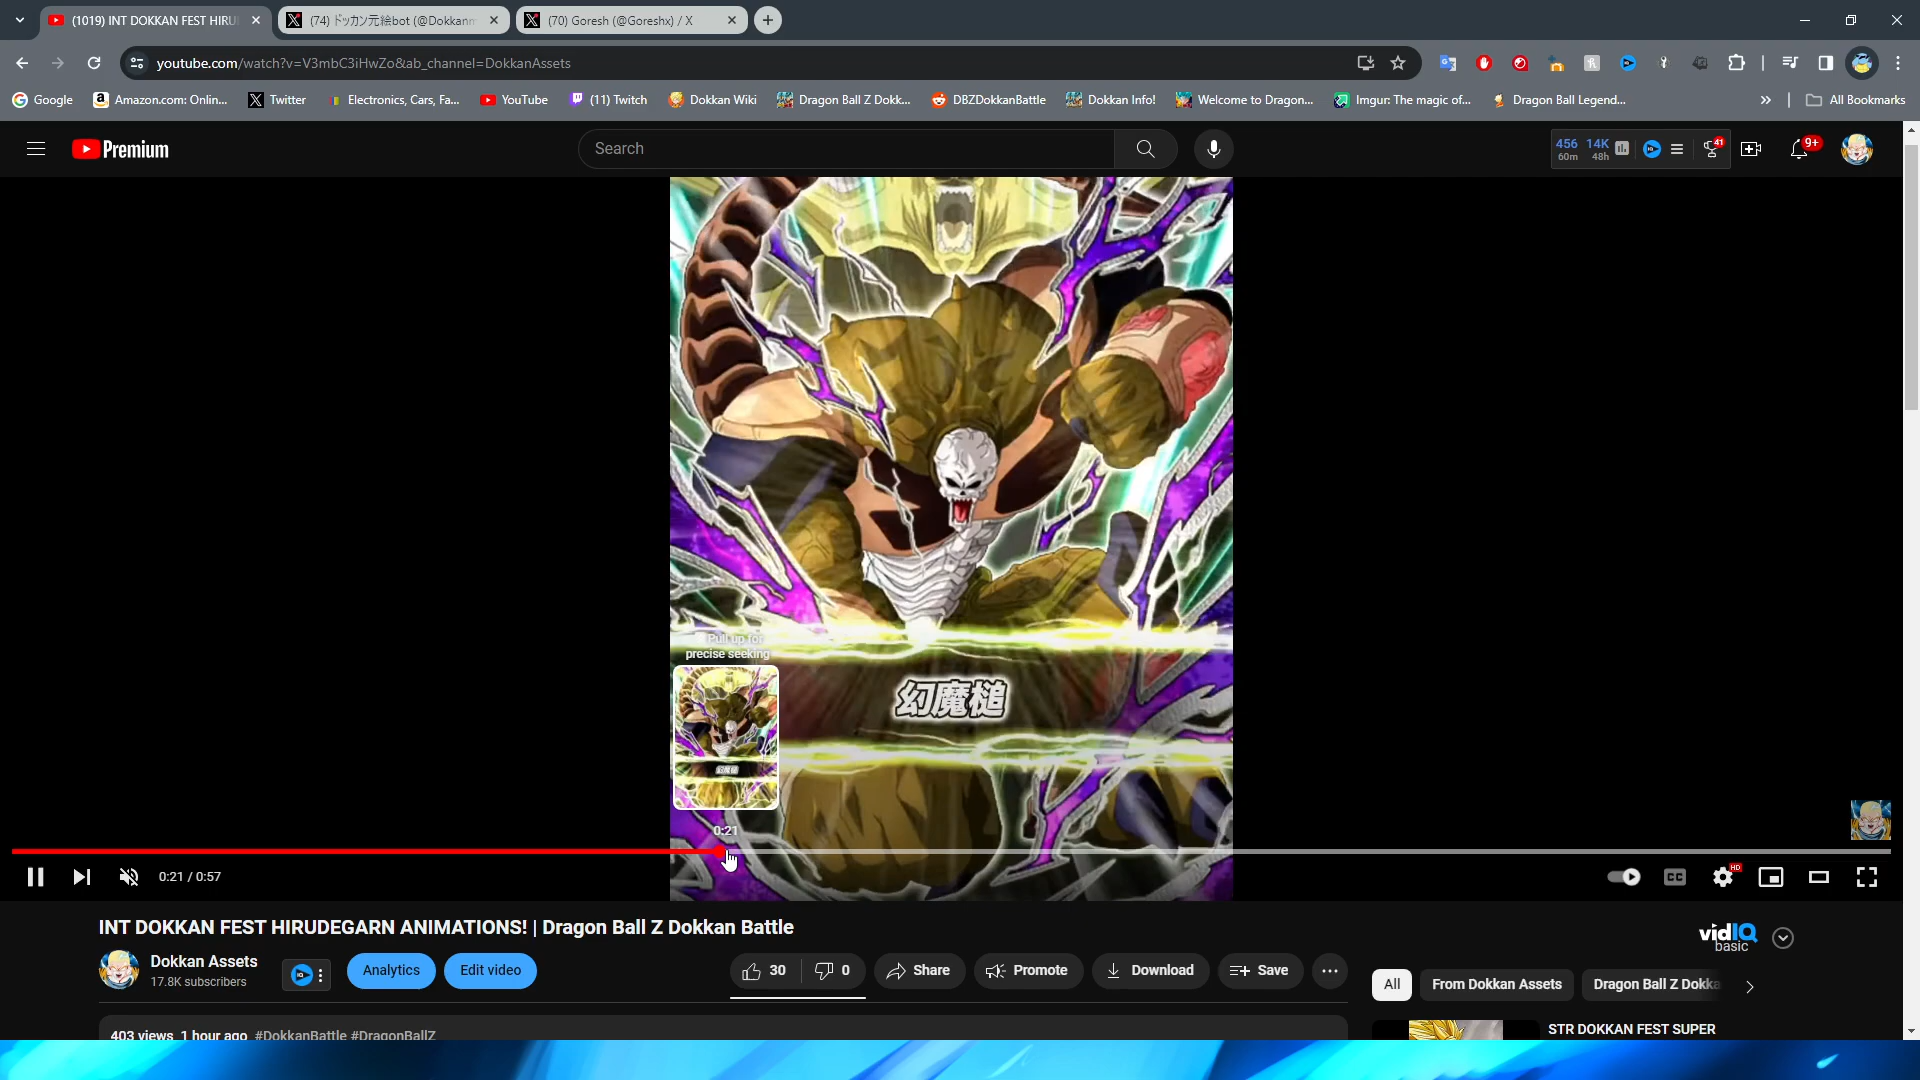 (1019) INT DOKKAN FEST HIRU
(74) ドッカン元絵bot (@Dokkanm
(70) Goresh (@Goreshx) / X
youtube.com/watch?v=V3mbC3iHwZo&ab_channel=DokkanAssets
Google
Amazon.com: Onlin...
Twitter
Electronics, Cars, Fa...
YouTube
(11) Twitch
Dokkan Wiki
Dragon Ball Z Dokk...
DBZDokkanBattle
Dokkan Info!
Welcome to Dragon...
Imgur: The magic of...
Dragon Ball Legend...
All Bookmarks
Premium
Search
456 14K
60m 48h
41
9+
Pull up for
precise seeking
幻魔槌
0:21
0:21 / 0:57
CC
HD
INT DOKKAN FEST HIRUDEGARN ANIMATIONS! | Dragon Ball Z Dokkan Battle
Dokkan Assets
17.8K subscribers
Analytics
Edit video
30
0
Share
Promote
Download
Save
vidIQ
basic
All
From Dokkan Assets
Dragon Ball Z Dokka
403 views 1 hour ago #DokkanBattle #DragonBallZ
STR DOKKAN FEST SUPER